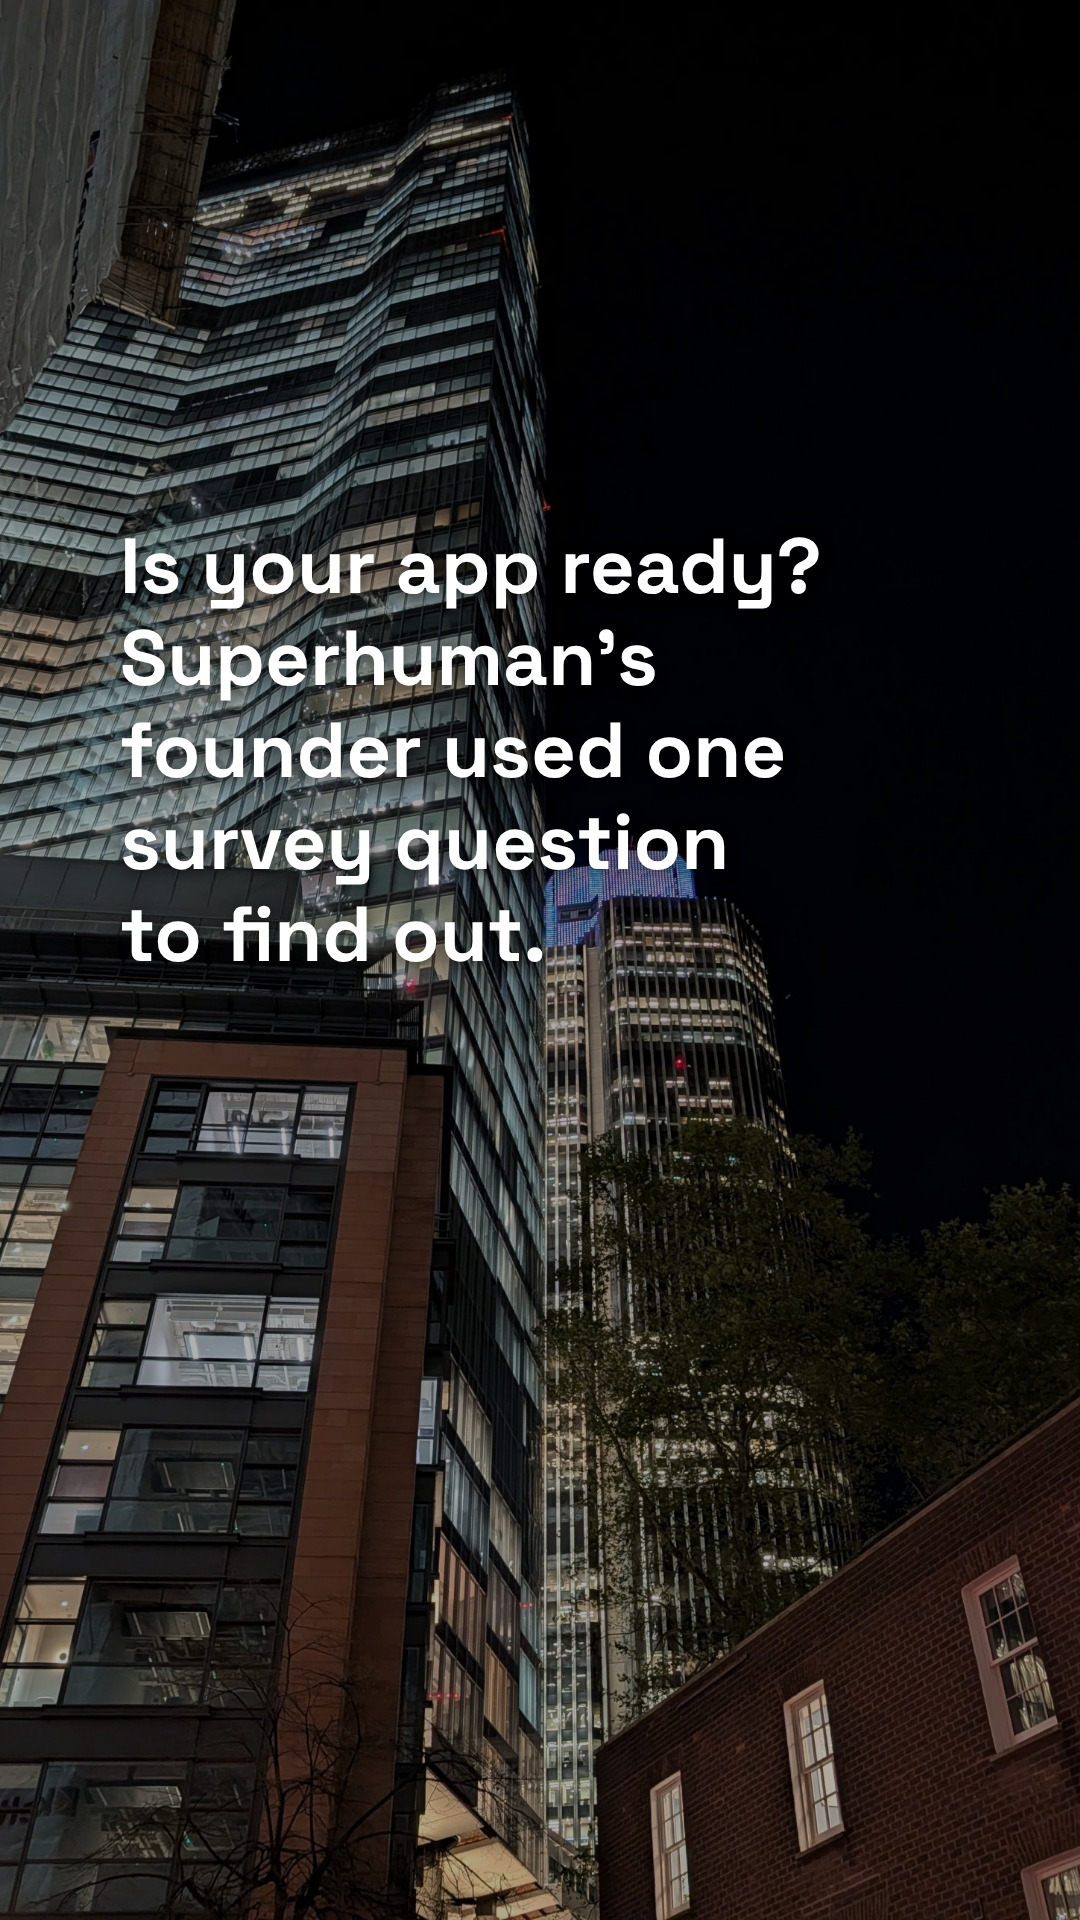 Is your app ready?
Superhuman’s
founder used one
survey question
to find out.